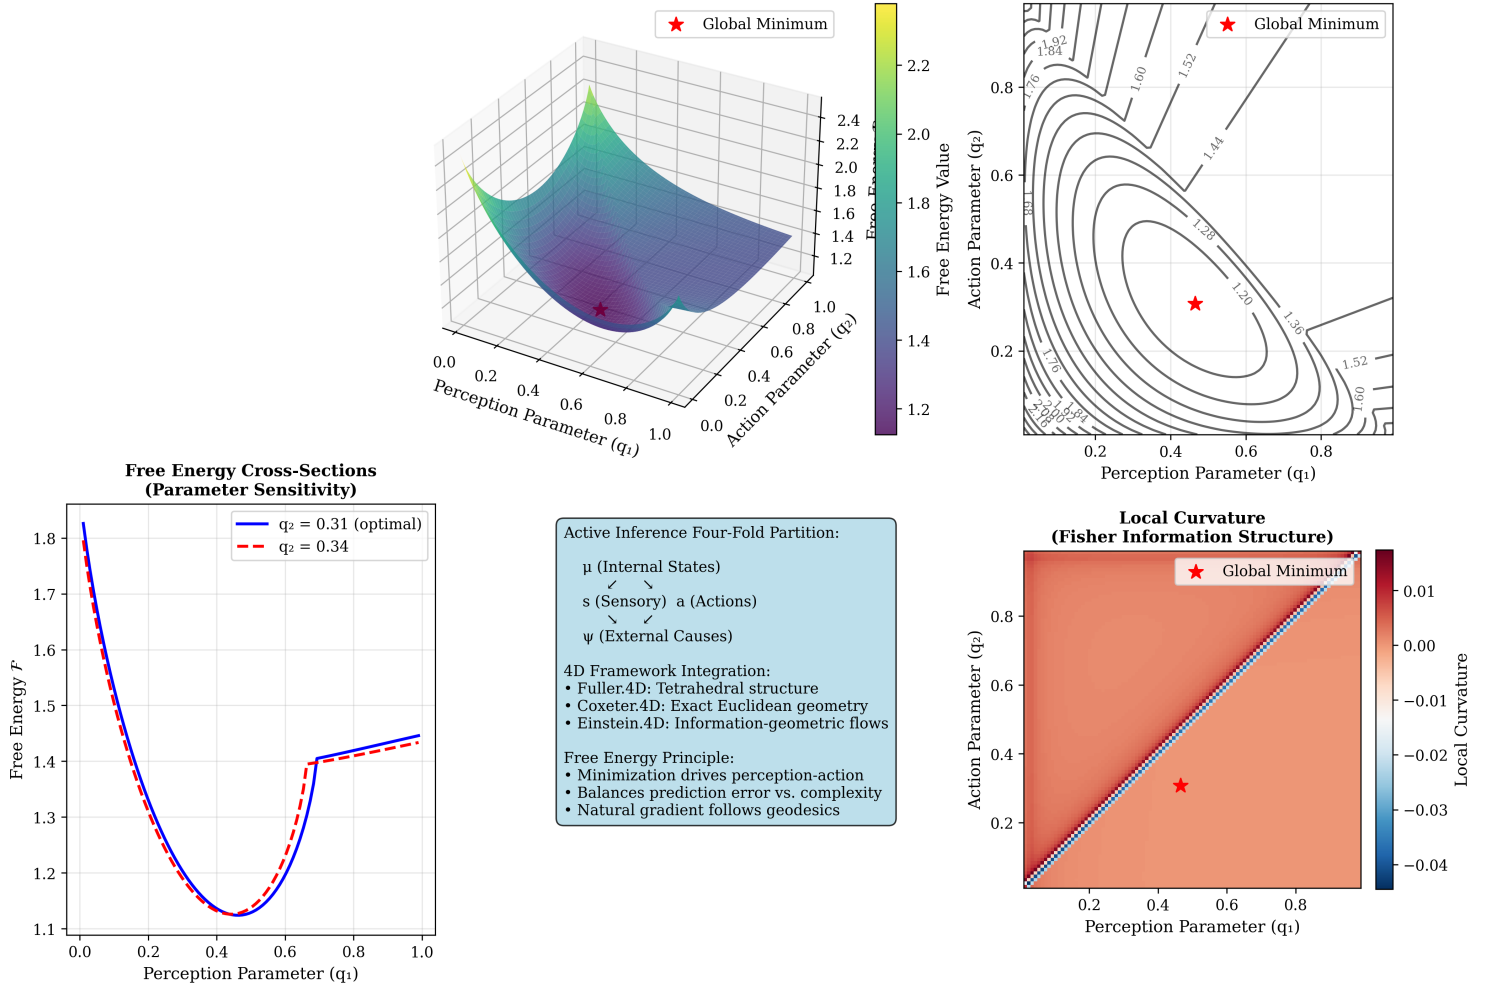 Global Minimum
2.4
2.2
2.0
1.8
1.6
1.4
1.2
0.0
0.2
0.4
0.6
0.8
1.0
Perception Parameter (q₁)
0.0
0.2
0.4
0.6
0.8
1.0
Action Parameter (q₂)
2.2
2.0
1.8
1.6
1.4
1.2
Free Energy Value
Global Minimum
1.92
1.84
1.76
1.60
1.52
1.44
1.68
1.28
1.20
1.36
1.76
1.52
1.60
1.84
1.92
2.00
0.8
0.6
0.4
0.2
0.2
0.4
0.6
0.8
Action Parameter (q₂)
Perception Parameter (q₁)
Free Energy Cross-Sections
(Parameter Sensitivity)
q₂ = 0.31 (optimal)
q₂ = 0.34
1.8
1.7
1.6
1.5
1.4
1.3
1.2
1.1
0.0
0.2
0.4
0.6
0.8
1.0
Free Energy ℱ
Perception Parameter (q₁)
Active Inference Four-Fold Partition:
μ (Internal States)
↙ ↘
s (Sensory) a (Actions)
↘ ↙
ψ (External Causes)
4D Framework Integration:
• Fuller.4D: Tetrahedral structure
• Coxeter.4D: Exact Euclidean geometry
• Einstein.4D: Information-geometric flows
Free Energy Principle:
• Minimization drives perception-action
• Balances prediction error vs. complexity
• Natural gradient follows geodesics
Local Curvature
(Fisher Information Structure)
Global Minimum
0.8
0.6
0.4
0.2
0.2
0.4
0.6
0.8
Action Parameter (q₂)
Perception Parameter (q₁)
0.01
0.00
−0.01
−0.02
−0.03
−0.04
Local Curvature